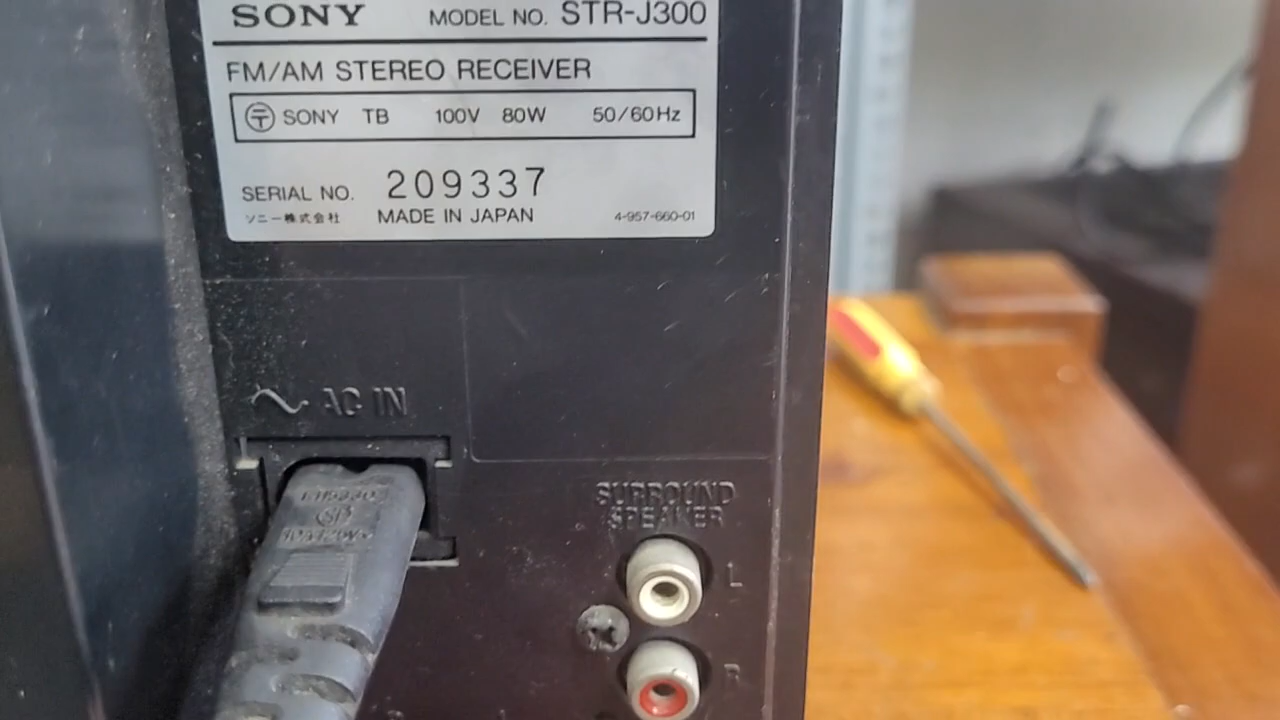 SONY MODEL NO. STR-J300
FM/AM STEREO RECEIVER
SONY TB 100V 80W 50/60Hz
SERIAL NO. 209337
ソニー株式会社 MADE IN JAPAN 4-957-660-01
AC IN
SURROUND
SPEAKER
L
R